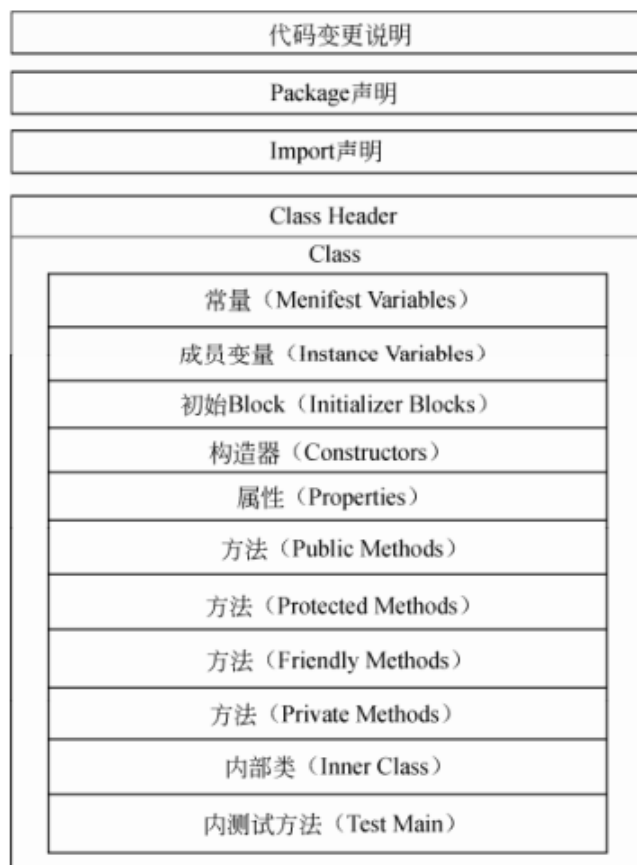 代码变更说明
Package声明
Import声明
Class Header
Class
常量（Menifest Variables）
成员变量（Instance Variables）
初始Block（Initializer Blocks）
构造器（Constructors）
属性（Properties）
方法（Public Methods）
方法（Protected Methods）
方法（Friendly Methods）
方法（Private Methods）
内部类（Inner Class）
内测试方法（Test Main）